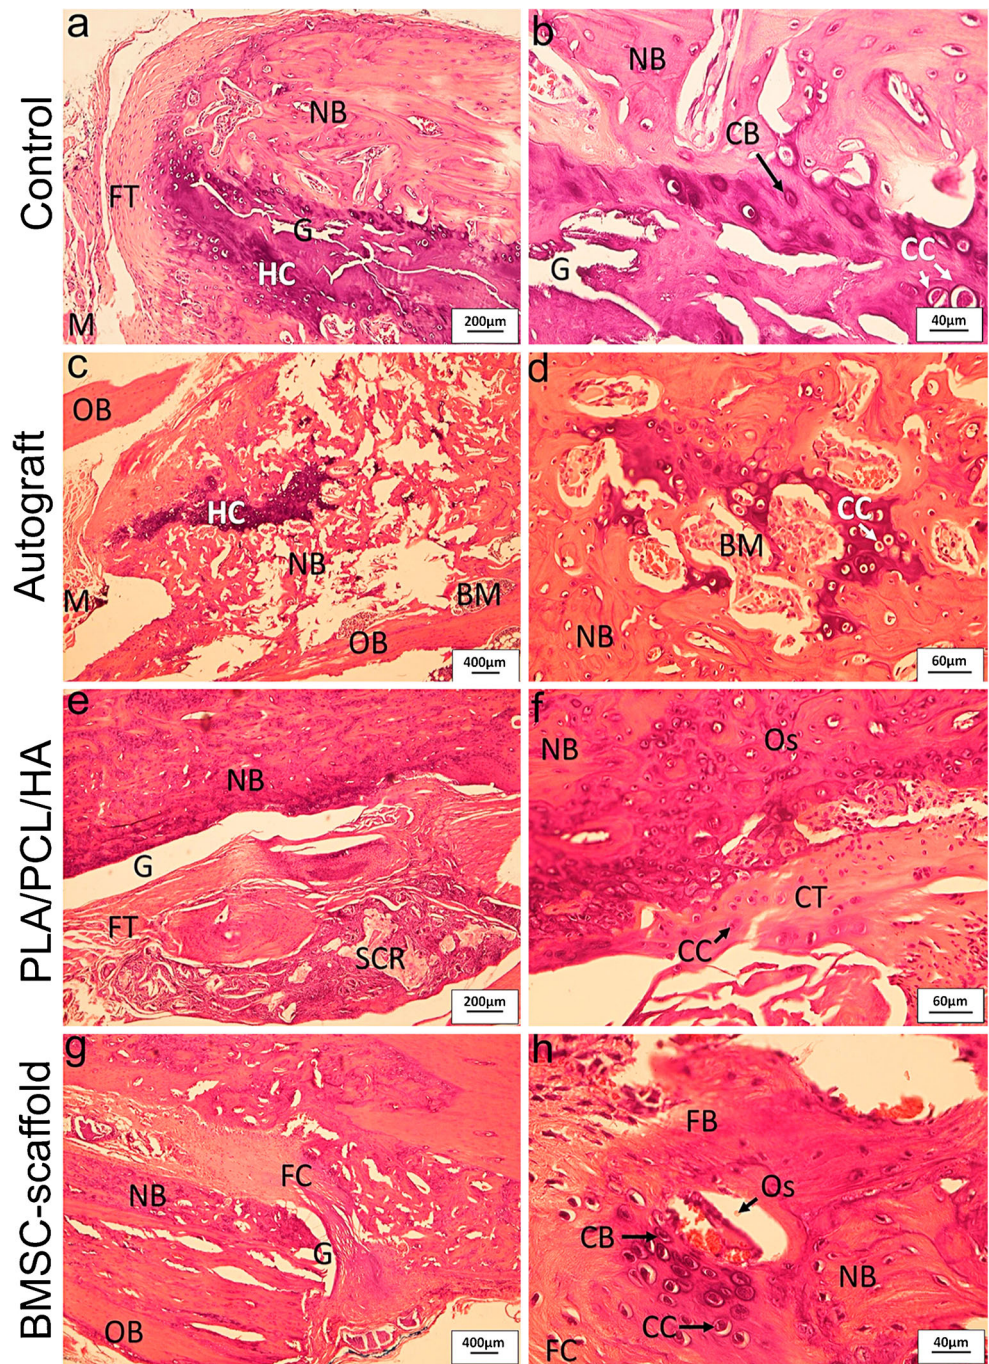 Control
a
NB
FT
G
HC
M
200μm
b
NB
CB
CC
G
40μm
Autograft
c
OB
HC
NB
M
BM
OB
400μm
d
CC
BM
NB
60μm
PLA/PCL/HA
e
NB
G
FT
SCR
200μm
f
NB
Os
CT
CC
60μm
BMSC-scaffold
g
FC
NB
G
OB
400μm
h
FB
Os
CB
NB
CC
FC
40μm